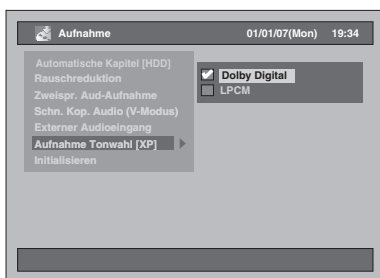 Aufnahme 01/01/07(Mon) 19:34
Automatische Kapitel [HDD]
Rauschreduktion
Zweispr. Aud-Aufnahme
Schn. Kop. Audio (V-Modus)
Externer Audioeingang
Aufnahme Tonwahl [XP]
Initialisieren
Dolby Digital
LPCM